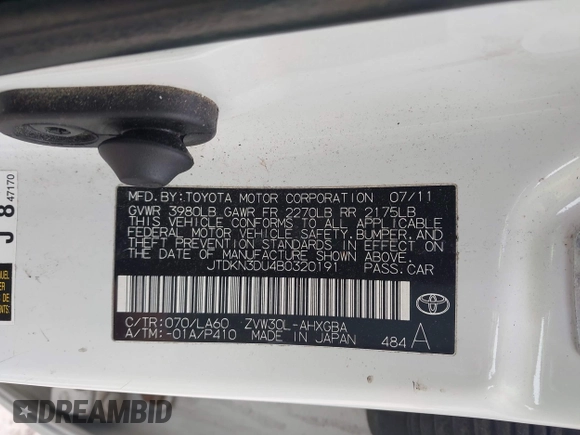 MFD.BY:TOYOTA MOTOR CORPORATION 07/11
GVWR 3980LB GAWR FR 2270LB RR 2175LB
THIS VEHICLE CONFORMS TO ALL APPLICABLE
FEDERAL MOTOR VEHICLE SAFETY, BUMPER, AND
THEFT PREVENTION STANDARDS IN EFFECT ON
THE DATE OF MANUFACTURE SHOWN ABOVE.
JTDKN3DU4B0320191 PASS.CAR
C/TR:070/LA60 ZVW30L-AHXGBA
A/TM:-01A/P410 MADE IN JAPAN 484 A
J 8
47170
DREAMBID